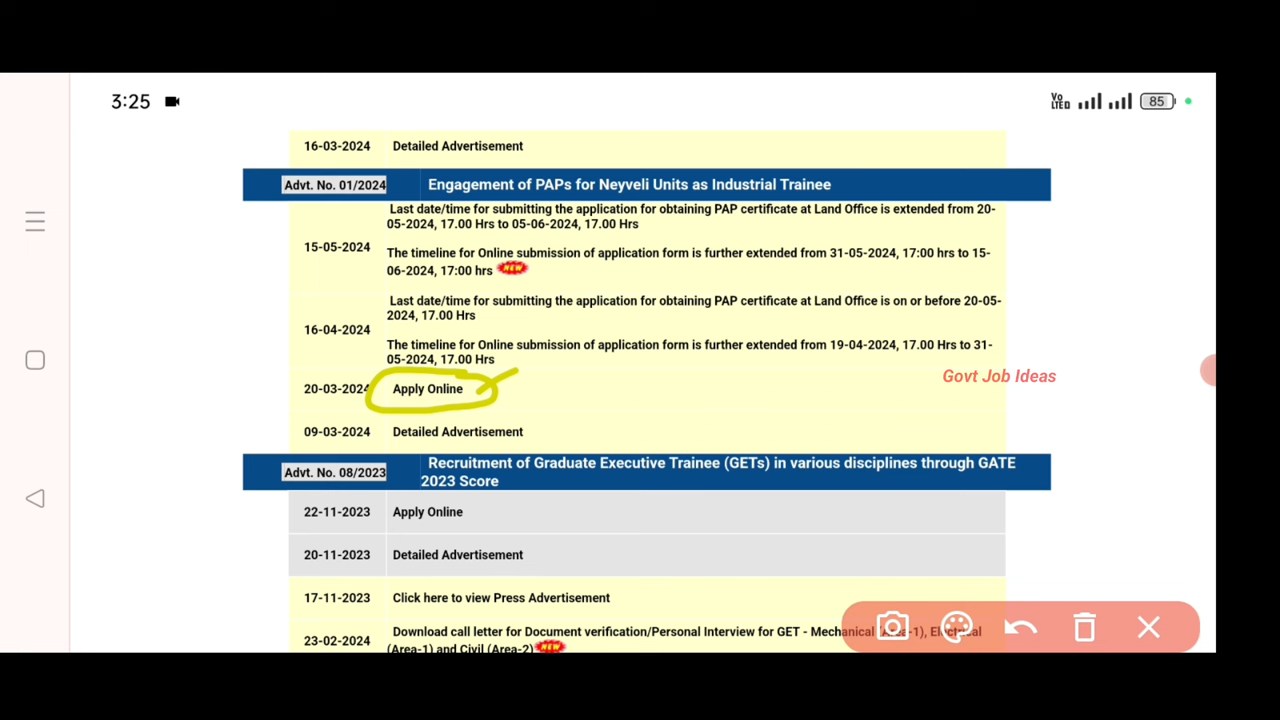 3:25
Vo LTED
85
16-03-2024 Detailed Advertisement
Advt. No. 01/2024 Engagement of PAPs for Neyveli Units as Industrial Trainee
Last date/time for submitting the application for obtaining PAP certificate at Land Office is extended from 20-
05-2024, 17.00 Hrs to 05-06-2024, 17.00 Hrs
15-05-2024
The timeline for Online submission of application form is further extended from 31-05-2024, 17:00 hrs to 15-
06-2024, 17:00 hrs NEW
Last date/time for submitting the application for obtaining PAP certificate at Land Office is on or before 20-05-
2024, 17.00 Hrs
16-04-2024
The timeline for Online submission of application form is further extended from 19-04-2024, 17.00 Hrs to 31-
05-2024, 17.00 Hrs
Govt Job Ideas
20-03-2024 Apply Online
09-03-2024 Detailed Advertisement
Advt. No. 08/2023 Recruitment of Graduate Executive Trainee (GETs) in various disciplines through GATE
2023 Score
22-11-2023 Apply Online
20-11-2023 Detailed Advertisement
17-11-2023 Click here to view Press Advertisement
23-02-2024 Download call letter for Document verification/Personal Interview for GET - Mechanical (Area-1), Electrical
(Area-1) and Civil (Area-2) NEW